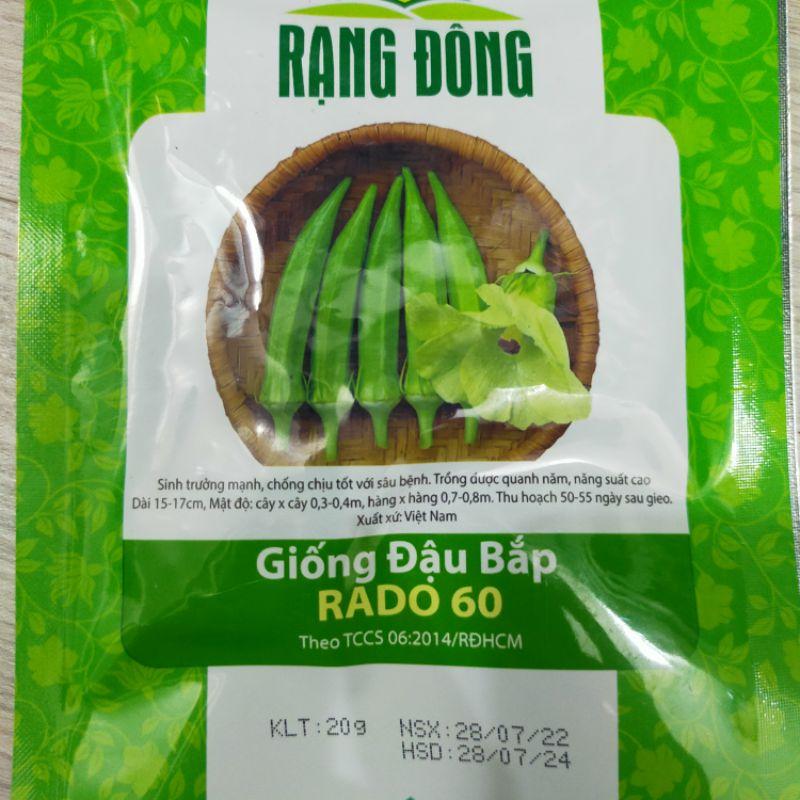 RẠNG ĐÔNG
Sinh trưởng mạnh, chống chịu tốt với sâu bệnh. Trồng được quanh năm, năng suất cao
Dài 15-17cm, Mật độ: cây x cây 0,3-0,4m, hàng x hàng 0,7-0,8m. Thu hoạch 50-55 ngày sau gieo.
Xuất xứ: Việt Nam
Giống Đậu Bắp
RADO 60
Theo TCCS 06:2014/RĐHCM
KLT:20g NSX:28/07/22
HSD:28/07/24